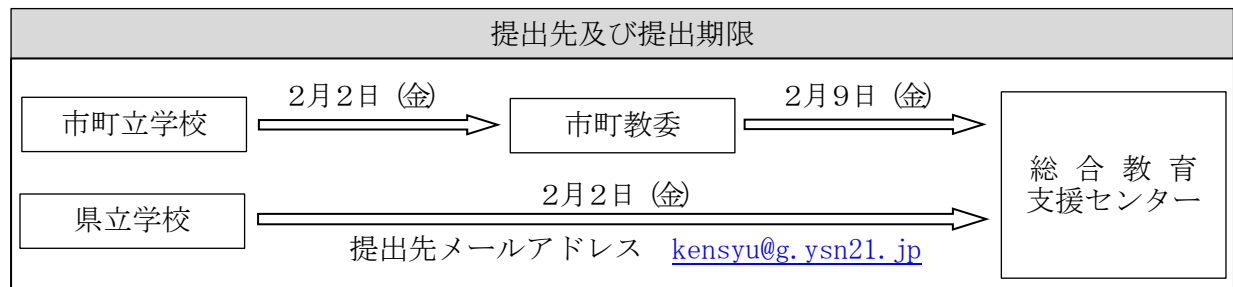 提出先及び提出期限
2月2日 (金)
2月9日 (金)
市町立学校
市町教委
総合教育
支援センター
2月2日 (金)
県立学校
提出先メールアドレス kensyu@g.ysn21.jp